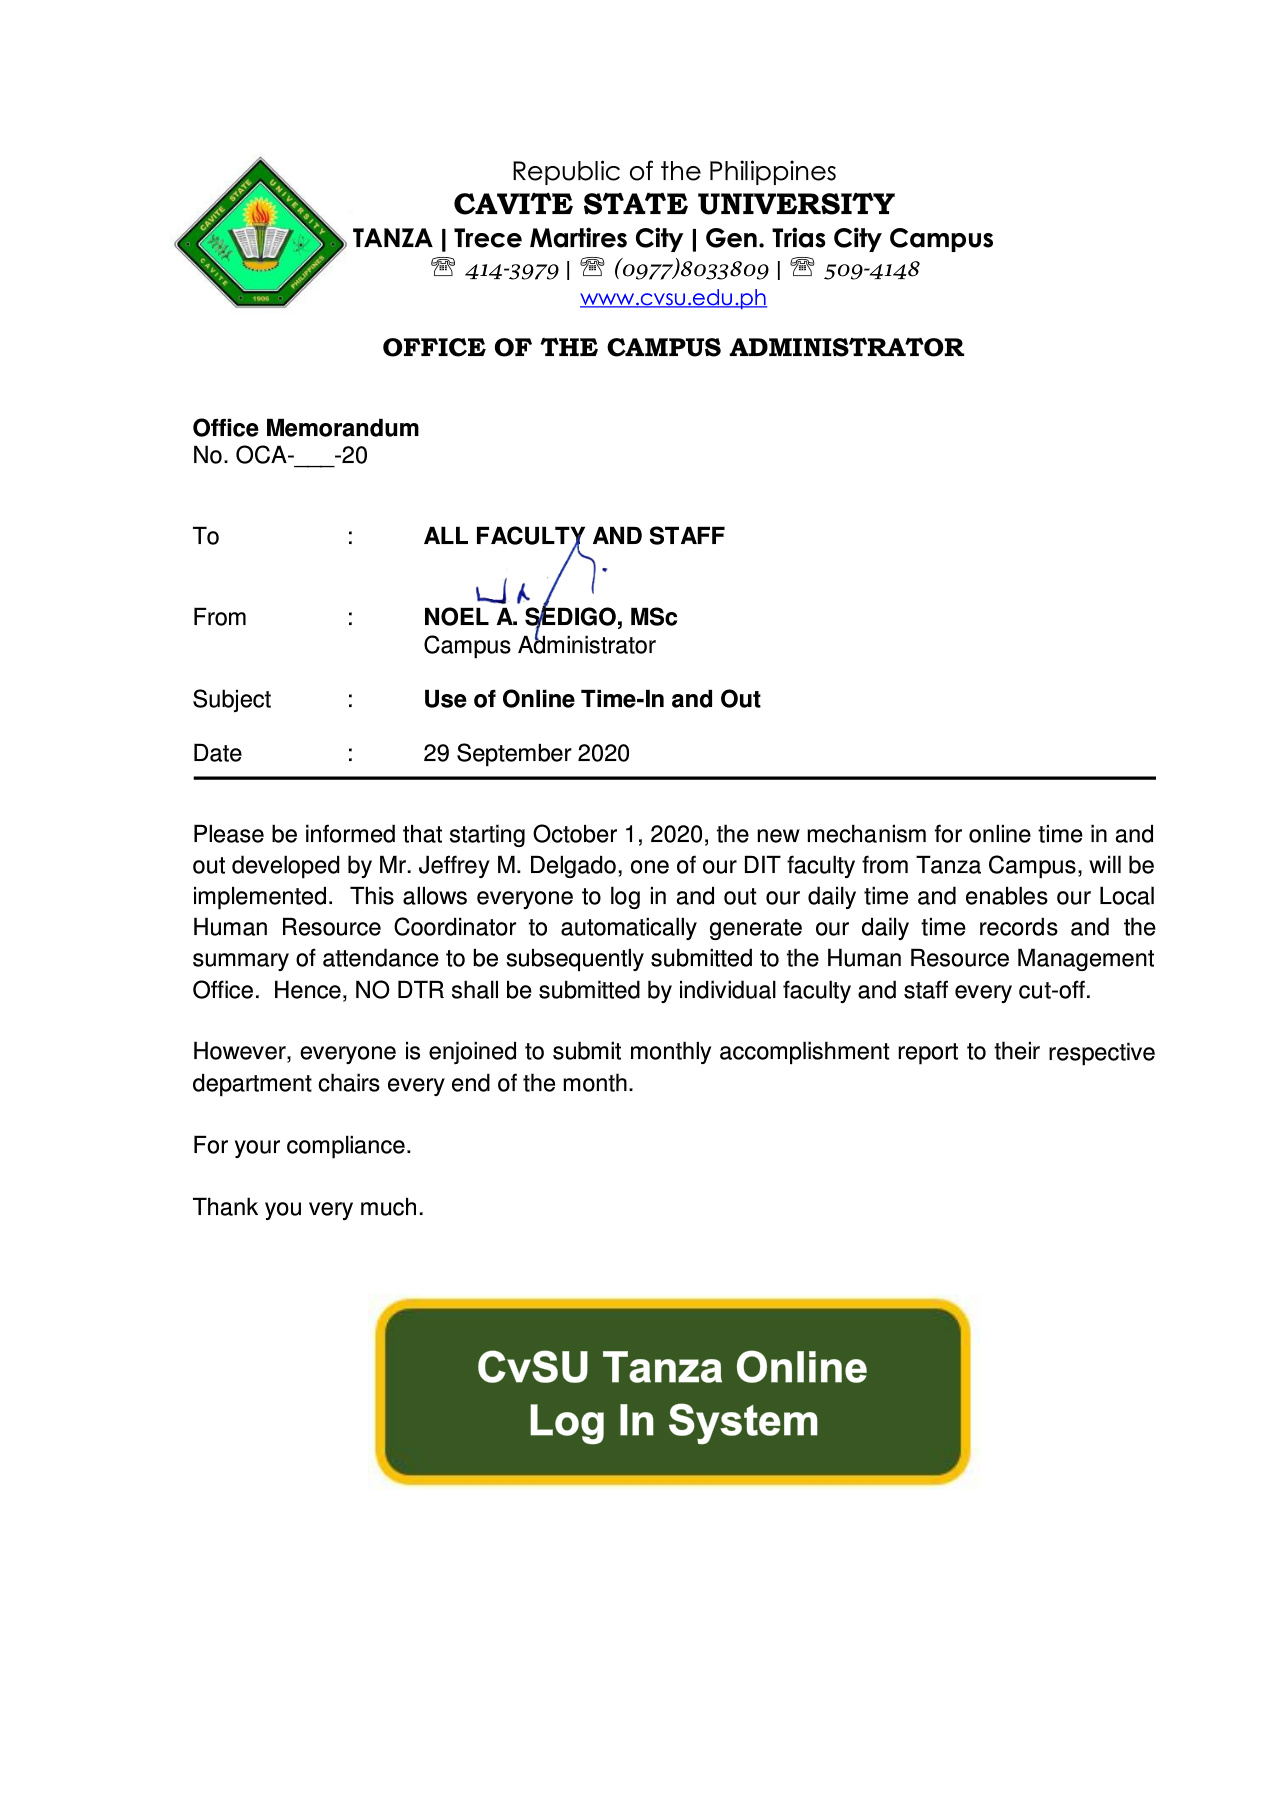 Republic of the Philippines
CAVITE STATE UNIVERSITY
TANZA | Trece Martires City | Gen. Trias City Campus
☏ 414-3979 | ☏ (0977)8033809 | ☏ 509-4148
www.cvsu.edu.ph
CAVITE STATE UNIVERSITY
CAVITE PHILIPPINES
1906
OFFICE OF THE CAMPUS ADMINISTRATOR
Office Memorandum
No. OCA-___-20
To : ALL FACULTY AND STAFF
From : NOEL A. SEDIGO, MSc
Campus Administrator
Subject : Use of Online Time-In and Out
Date : 29 September 2020
Please be informed that starting October 1, 2020, the new mechanism for online time in and
out developed by Mr. Jeffrey M. Delgado, one of our DIT faculty from Tanza Campus, will be
implemented. This allows everyone to log in and out our daily time and enables our Local
Human Resource Coordinator to automatically generate our daily time records and the
summary of attendance to be subsequently submitted to the Human Resource Management
Office. Hence, NO DTR shall be submitted by individual faculty and staff every cut-off.
However, everyone is enjoined to submit monthly accomplishment report to their respective
department chairs every end of the month.
For your compliance.
Thank you very much.
CvSU Tanza Online
Log In System